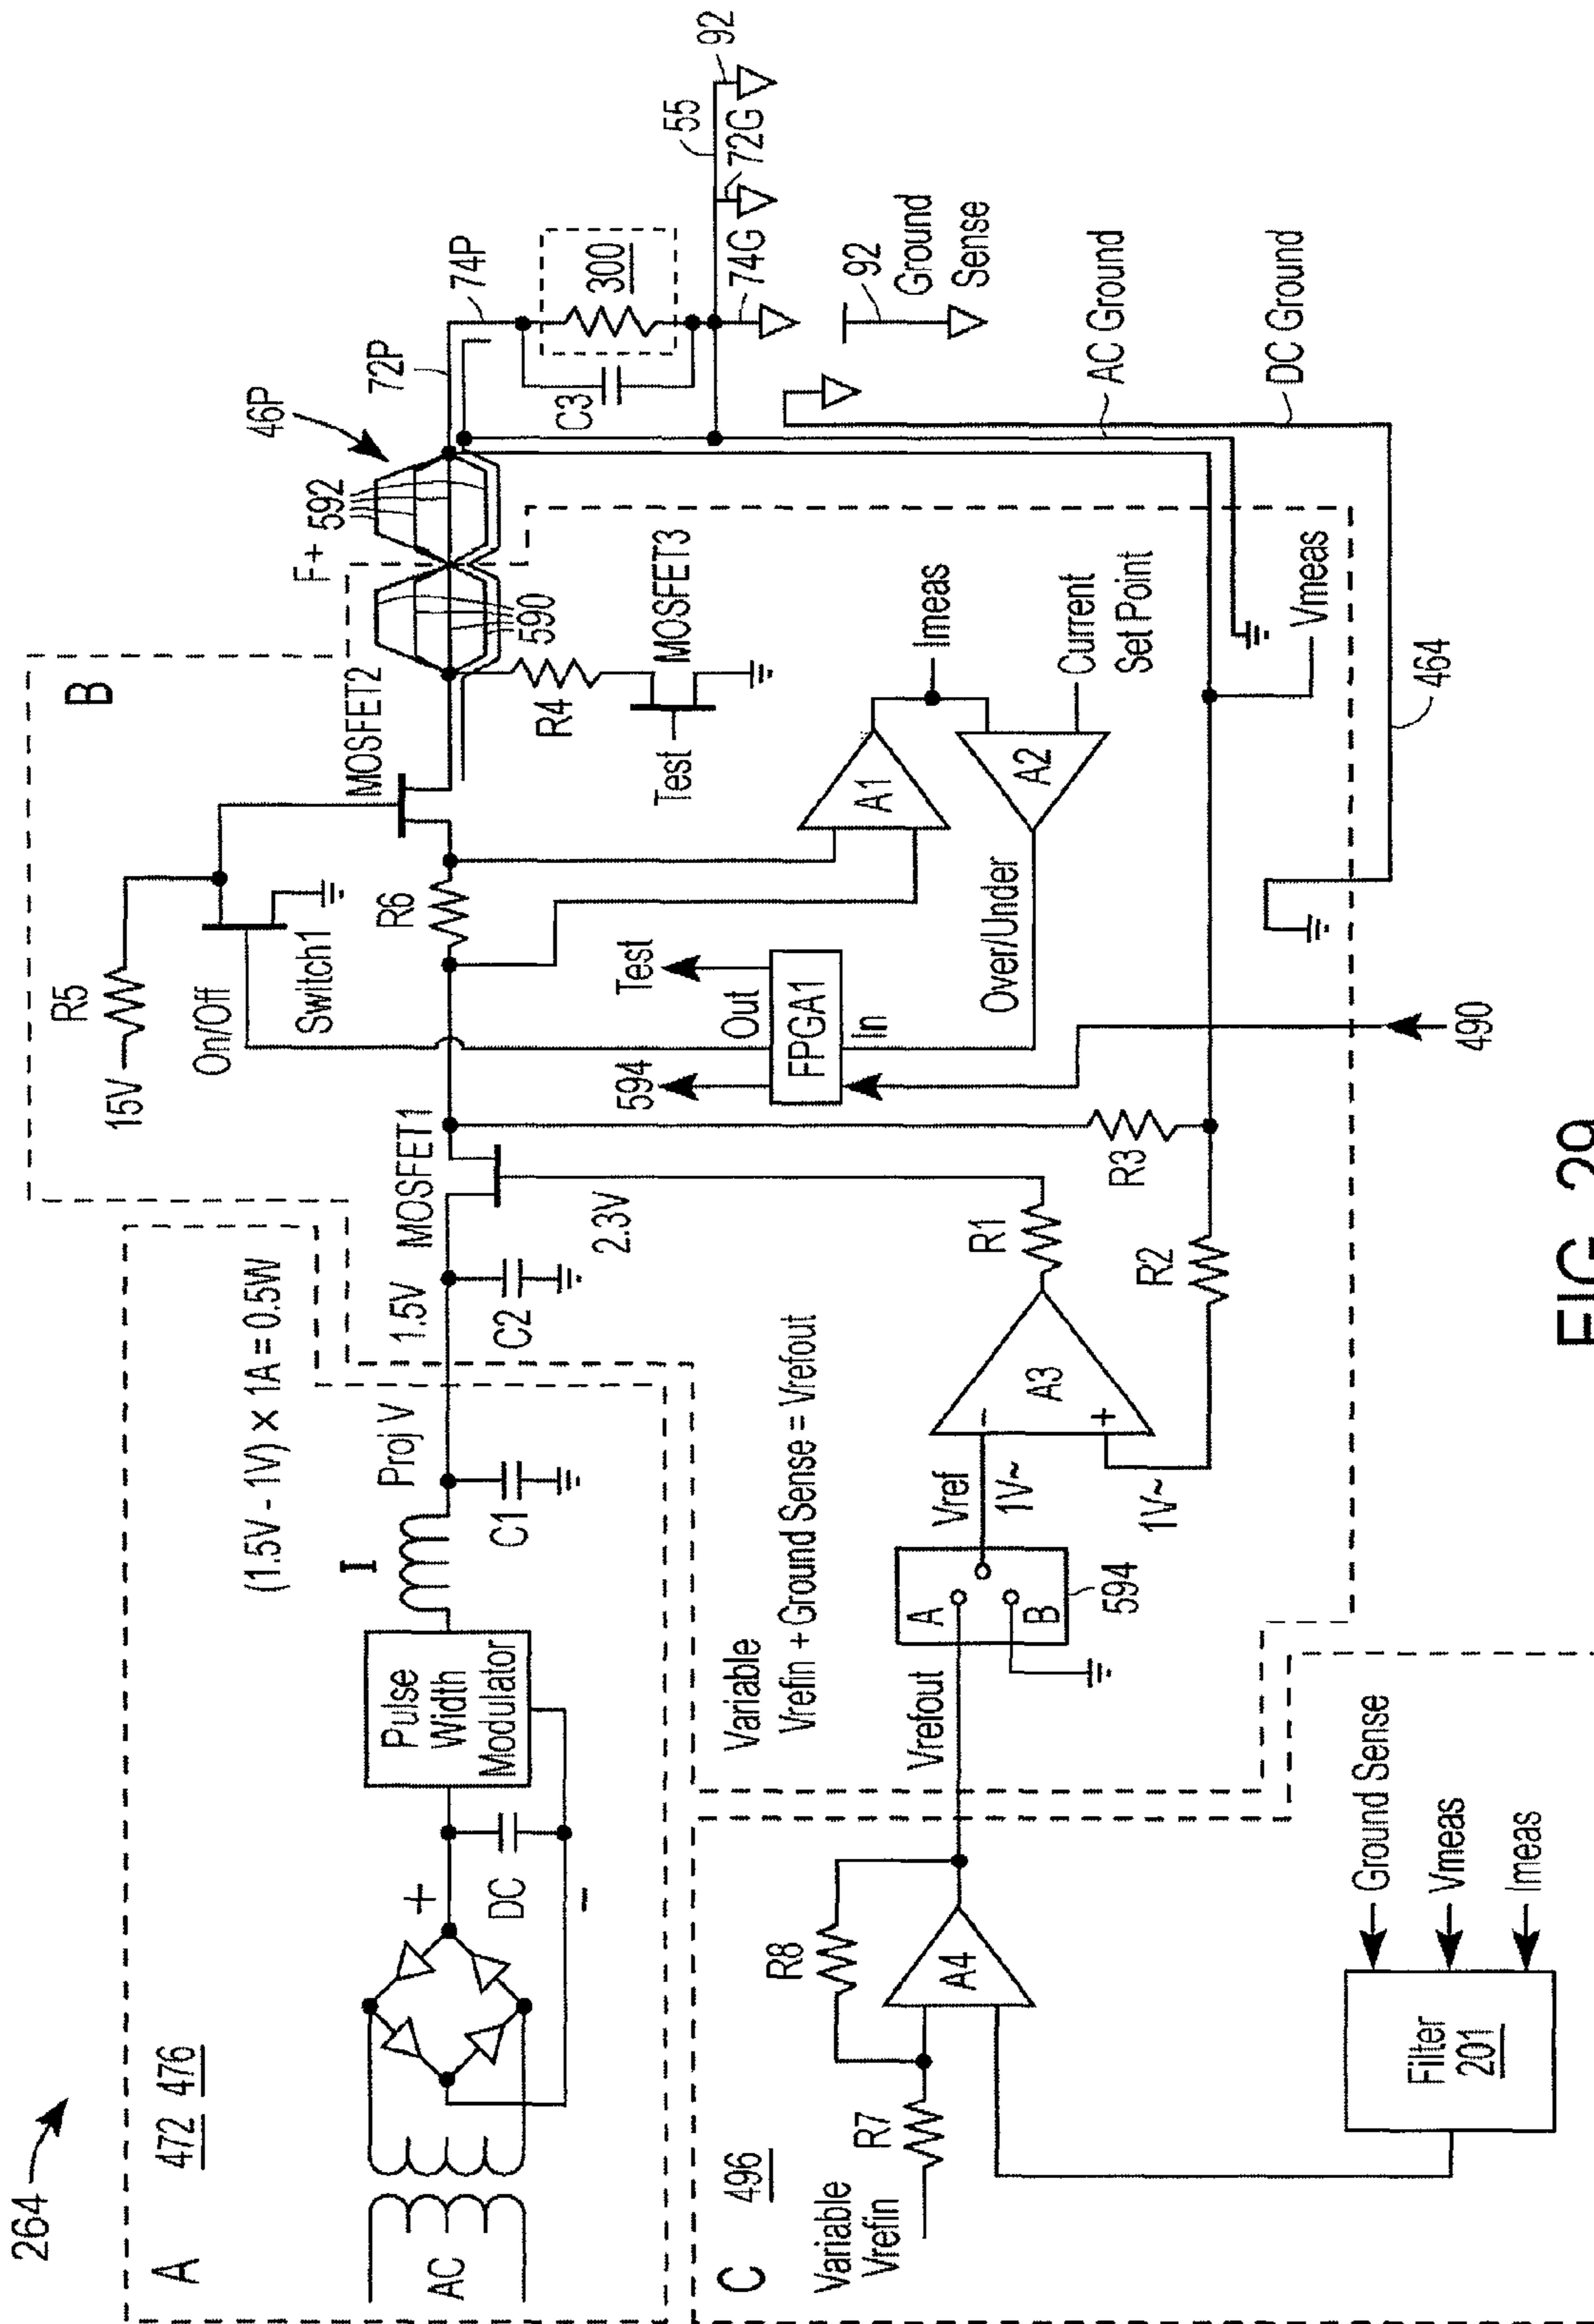 264
A
472 476
AC
+
DC
-
Pulse
Width
Modulator
I
(1.5V - 1V) × 1A = 0.5W
Proj V
C1
1.5V
C2
MOSFET1
2.3V
B
15V
R5
On/Off
Switch1
R6
MOSFET2
F+
592
590
46P
72P
74P
300
C3
55
92
72G
74G
92
Ground
Sense
R4
Test
MOSFET3
594
Test
Out
FPGA1
In
Over/Under
A1
Imeas
A2
Current
Set Point
AC Ground
DC Ground
Vmeas
464
490
R3
R1
R2
A3
-
+
Vref
1V~
1V~
A
B
594
Variable
Vrefin + Ground Sense = Vrefout
Vrefout
C
496
Variable
Vrefin
R7
R8
A4
Filter
201
Ground Sense
Vmeas
Imeas
FIG. 29